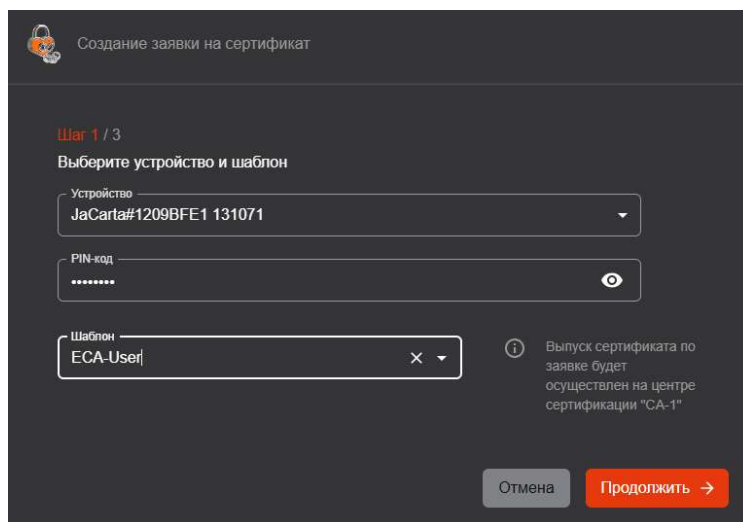 Создание заявки на сертификат
Шаг 1 / 3
Выберите устройство и шаблон
Устройство
JaCarta#1209BFE1 131071
PIN-код
••••••••
Шаблон
ECA-User
Выпуск сертификата по
заявке будет
осуществлен на центре
сертификации "CA-1"
Отмена
Продолжить →